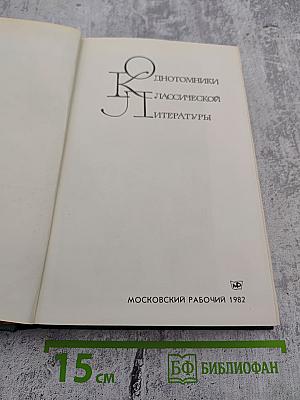 ОДНОТОМНИКИ
КЛАССИЧЕСКОЙ
ЛИТЕРАТУРЫ
МОСКОВСКИЙ РАБОЧИЙ 1982
15 см
БФ БИБЛИОФАН